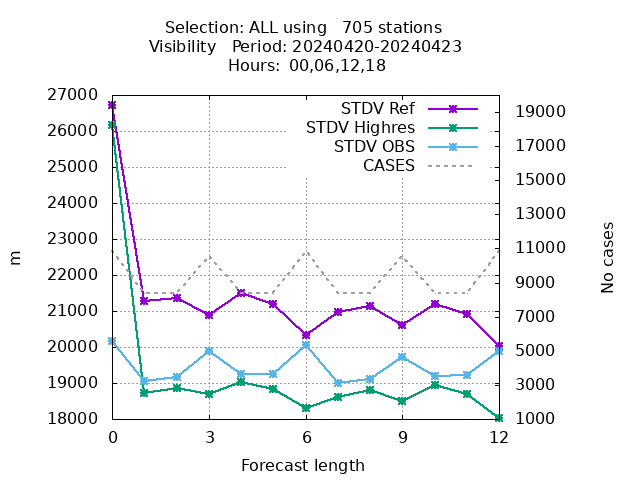 Selection: ALL using   705 stations
Visibility   Period: 20240420-20240423
Hours: 00,06,12,18
STDV Ref
STDV Highres
STDV OBS
CASES
27000
26000
25000
24000
23000
22000
21000
20000
19000
18000
m
19000
17000
15000
13000
11000
9000
7000
5000
3000
1000
No cases
0 3 6 9 12
Forecast length